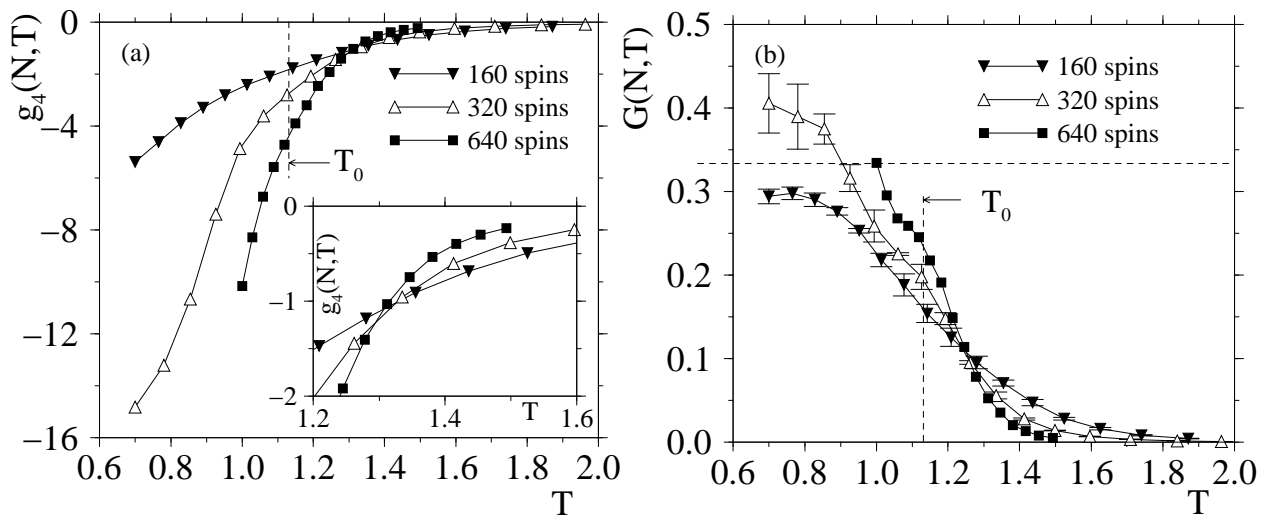 (a)
g₄(N,T)
0
−4
−8
−12
−16
160 spins
320 spins
640 spins
T₀
0
−1
−2
g₄(N,T)
1.2 1.4 T 1.6
0.6 0.8 1.0 1.2 1.4 1.6 1.8 2.0
T
(b)
G(N,T)
0.5
0.4
0.3
0.2
0.1
0.0
160 spins
320 spins
640 spins
T₀
0.6 0.8 1.0 1.2 1.4 1.6 1.8 2.0
T